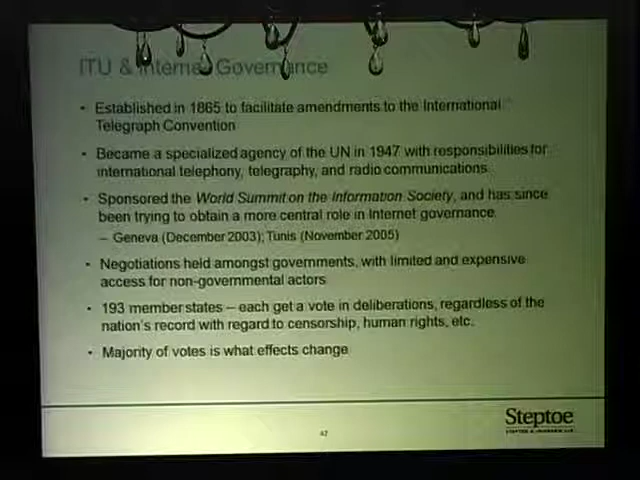 ITU & Internet Governance
• Established in 1865 to facilitate amendments to the International
Telegraph Convention
• Became a specialized agency of the UN in 1947 with responsibilities for
international telephony, telegraphy, and radio communications.
• Sponsored the World Summit on the Information Society, and has since
been trying to obtain a more central role in Internet governance.
– Geneva (December 2003); Tunis (November 2005)
• Negotiations held amongst governments, with limited and expensive
access for non-governmental actors
• 193 member states – each get a vote in deliberations, regardless of the
nation's record with regard to censorship, human rights, etc.
• Majority of votes is what effects change
Steptoe